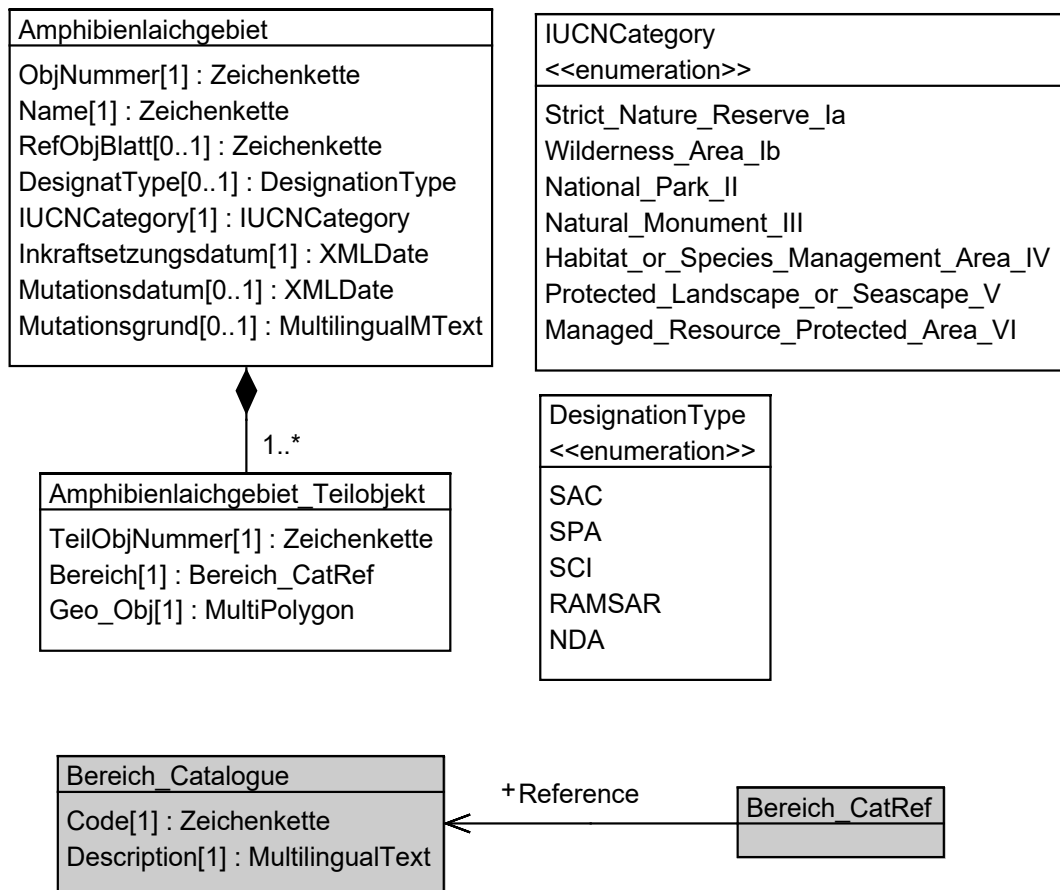 Amphibienlaichgebiet
ObjNummer[1] : Zeichenkette
Name[1] : Zeichenkette
RefObjBlatt[0..1] : Zeichenkette
DesignatType[0..1] : DesignationType
IUCNCategory[1] : IUCNCategory
Inkraftsetzungsdatum[1] : XMLDate
Mutationsdatum[0..1] : XMLDate
Mutationsgrund[0..1] : MultilingualMText
IUCNCategory
<<enumeration>>
Strict_Nature_Reserve_Ia
Wilderness_Area_Ib
National_Park_II
Natural_Monument_III
Habitat_or_Species_Management_Area_IV
Protected_Landscape_or_Seascape_V
Managed_Resource_Protected_Area_VI
1..*
Amphibienlaichgebiet_Teilobjekt
TeilObjNummer[1] : Zeichenkette
Bereich[1] : Bereich_CatRef
Geo_Obj[1] : MultiPolygon
DesignationType
<<enumeration>>
SAC
SPA
SCI
RAMSAR
NDA
Bereich_Catalogue
Code[1] : Zeichenkette
Description[1] : MultilingualText
+Reference
Bereich_CatRef